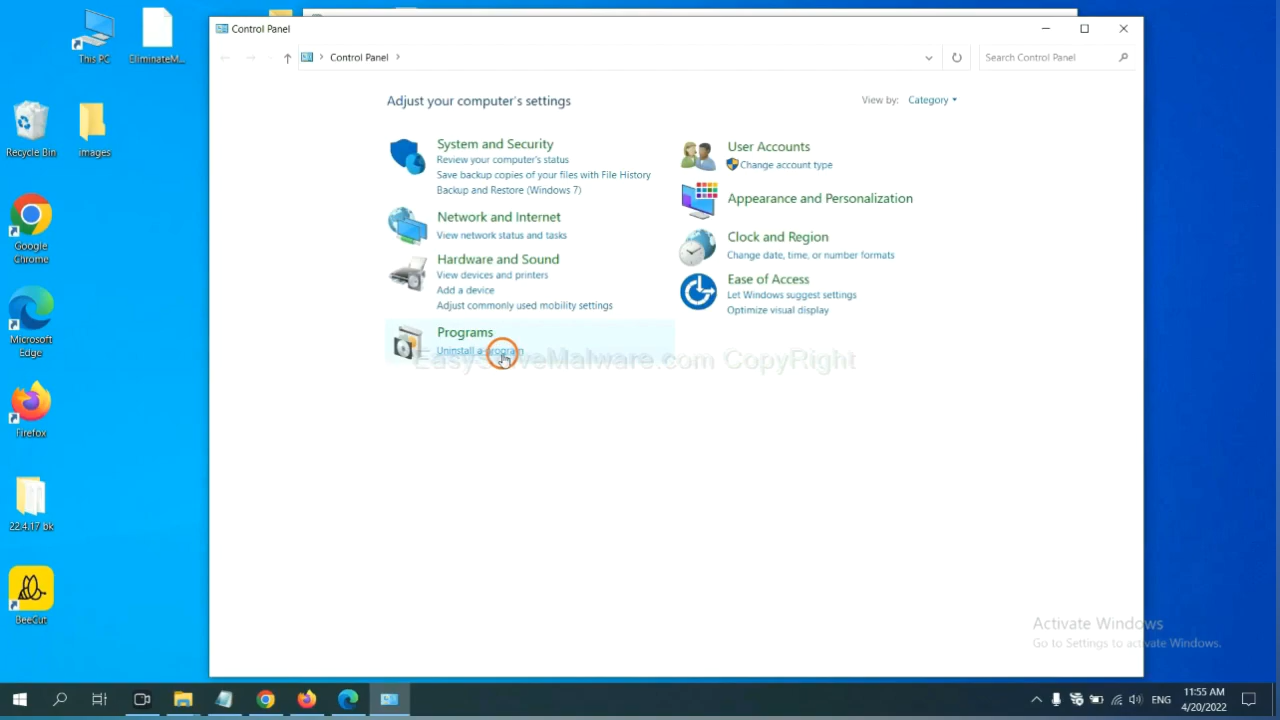 Control Panel
Control Panel
Search Control Panel
Adjust your computer's settings
View by: Category
System and Security
Review your computer's status
Save backup copies of your files with File History
Backup and Restore (Windows 7)
Network and Internet
View network status and tasks
Hardware and Sound
View devices and printers
Add a device
Adjust commonly used mobility settings
Programs
Uninstall a program
User Accounts
Change account type
Appearance and Personalization
Clock and Region
Change date, time, or number formats
Ease of Access
Let Windows suggest settings
Optimize visual display
EasySolveMalware.com CopyRight
This PC
EliminateM...
Recycle Bin
images
Google
Chrome
Microsoft
Edge
Firefox
22.4.17 bk
BeeCut
Activate Windows
Go to Settings to activate Windows.
ENG
11:55 AM
4/20/2022